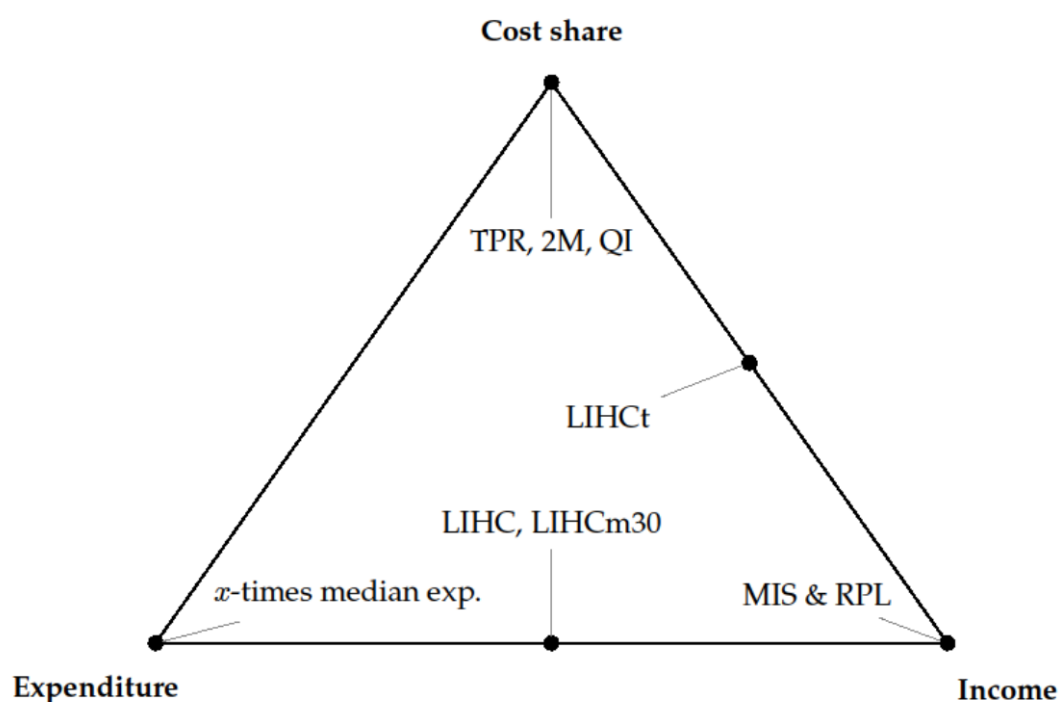 Cost share
TPR, 2M, QI
LIHCt
LIHC, LIHCm30
x-times median exp.
MIS & RPL
Expenditure
Income